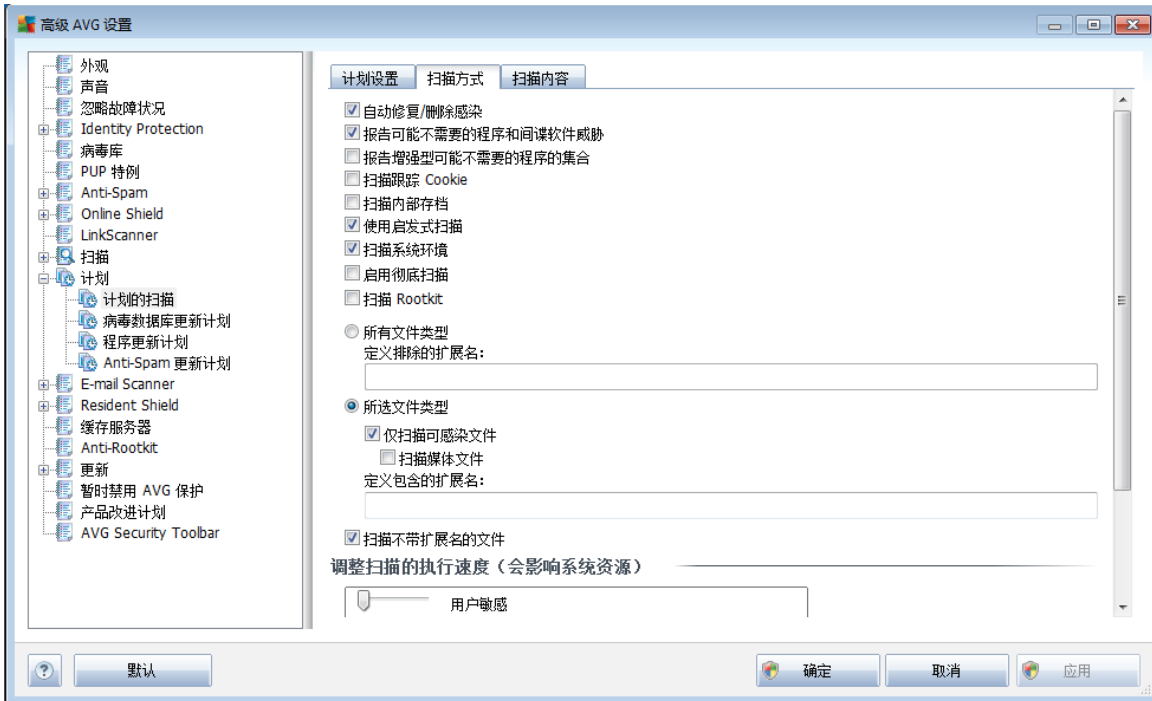 高级 AVG 设置
外观
声音
忽略故障状况
Identity Protection
病毒库
PUP 特例
Anti-Spam
Online Shield
LinkScanner
扫描
计划
计划的扫描
病毒数据库更新计划
程序更新计划
Anti-Spam 更新计划
E-mail Scanner
Resident Shield
缓存服务器
Anti-Rootkit
更新
暂时禁用 AVG 保护
产品改进计划
AVG Security Toolbar
计划设置
扫描方式
扫描内容
自动修复/删除感染
报告可能不需要的程序和间谍软件威胁
报告增强型可能不需要的程序的集合
扫描跟踪 Cookie
扫描内部存档
使用启发式扫描
扫描系统环境
启用彻底扫描
扫描 Rootkit
所有文件类型
定义排除的扩展名:
所选文件类型
仅扫描可感染文件
扫描媒体文件
定义包含的扩展名:
扫描不带扩展名的文件
调整扫描的执行速度（会影响系统资源）
用户敏感
?
默认
确定
取消
应用